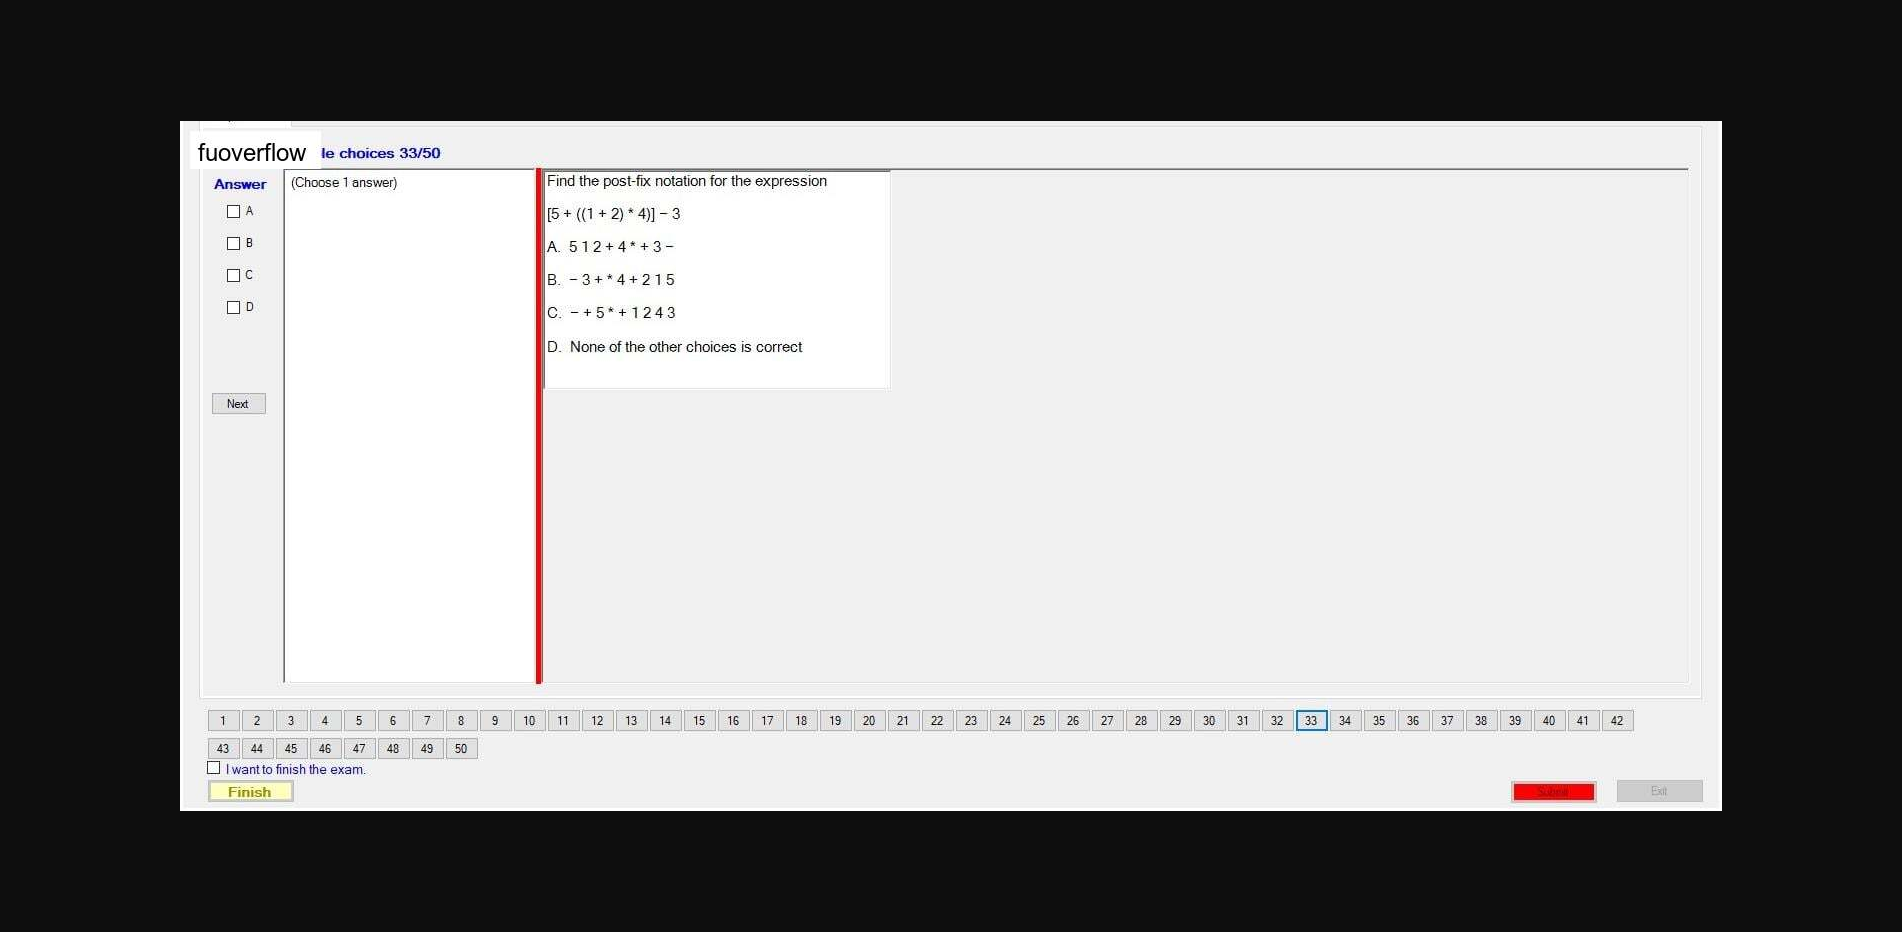 fuoverflow le choices 33/50
Answer
(Choose 1 answer)
A
B
C
D
Next
Find the post-fix notation for the expression
[5 + ((1 + 2) * 4)] − 3
A. 5 1 2 + 4 * + 3 −
B. − 3 + * 4 + 2 1 5
C. − + 5 * + 1 2 4 3
D. None of the other choices is correct
1 2 3 4 5 6 7 8 9 10 11 12 13 14 15 16 17 18 19 20 21 22 23 24 25 26 27 28 29 30 31 32 33 34 35 36 37 38 39 40 41 42
43 44 45 46 47 48 49 50
I want to finish the exam.
Finish
Submit
Exit